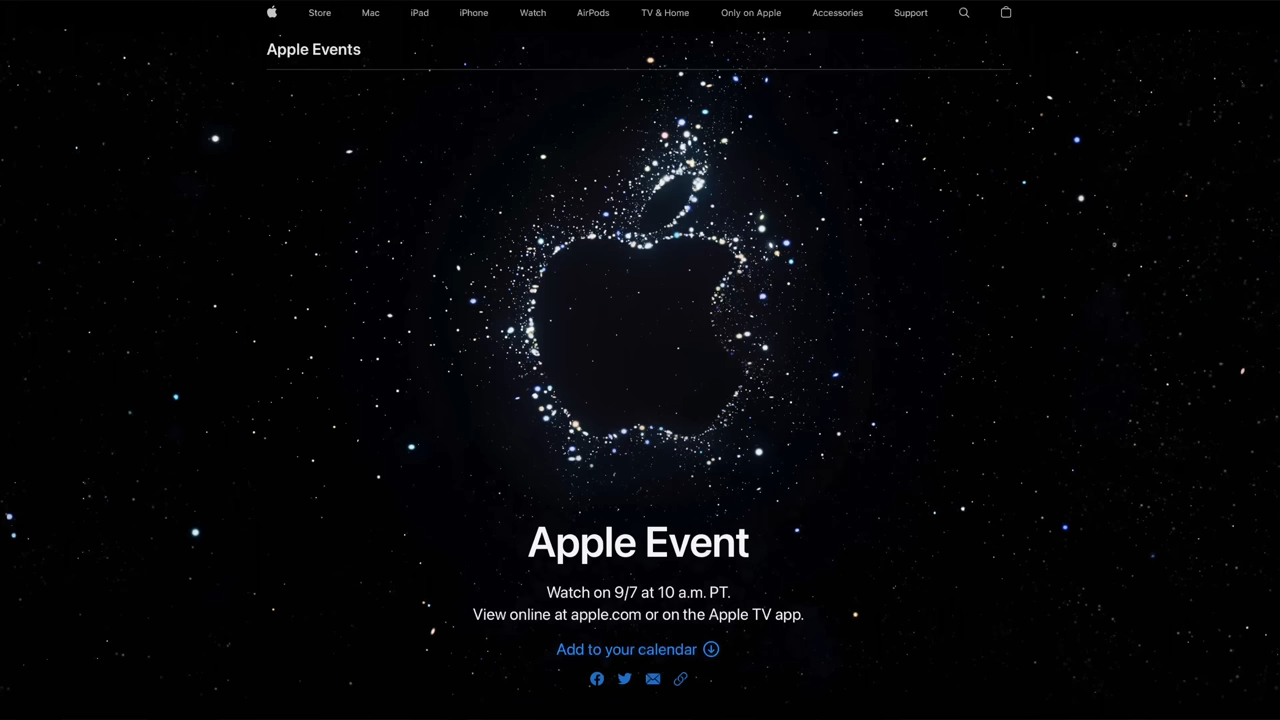 Store Mac iPad iPhone Watch AirPods TV & Home Only on Apple Accessories Support
Apple Events
Apple Event
Watch on 9/7 at 10 a.m. PT.
View online at apple.com or on the Apple TV app.
Add to your calendar